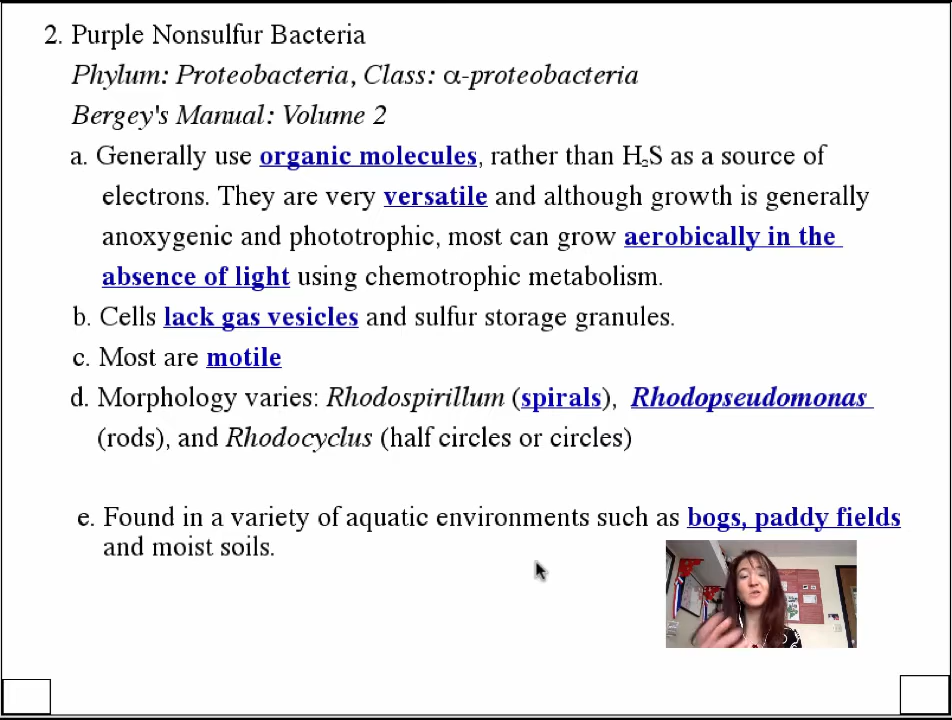 2. Purple Nonsulfur Bacteria
Phylum: Proteobacteria, Class: α-proteobacteria
Bergey's Manual: Volume 2
a. Generally use organic molecules, rather than H₂S as a source of
electrons. They are very versatile and although growth is generally
anoxygenic and phototrophic, most can grow aerobically in the
absence of light using chemotrophic metabolism.
b. Cells lack gas vesicles and sulfur storage granules.
c. Most are motile
d. Morphology varies: Rhodospirillum (spirals), Rhodopseudomonas
(rods), and Rhodocyclus (half circles or circles)
e. Found in a variety of aquatic environments such as bogs, paddy fields
and moist soils.